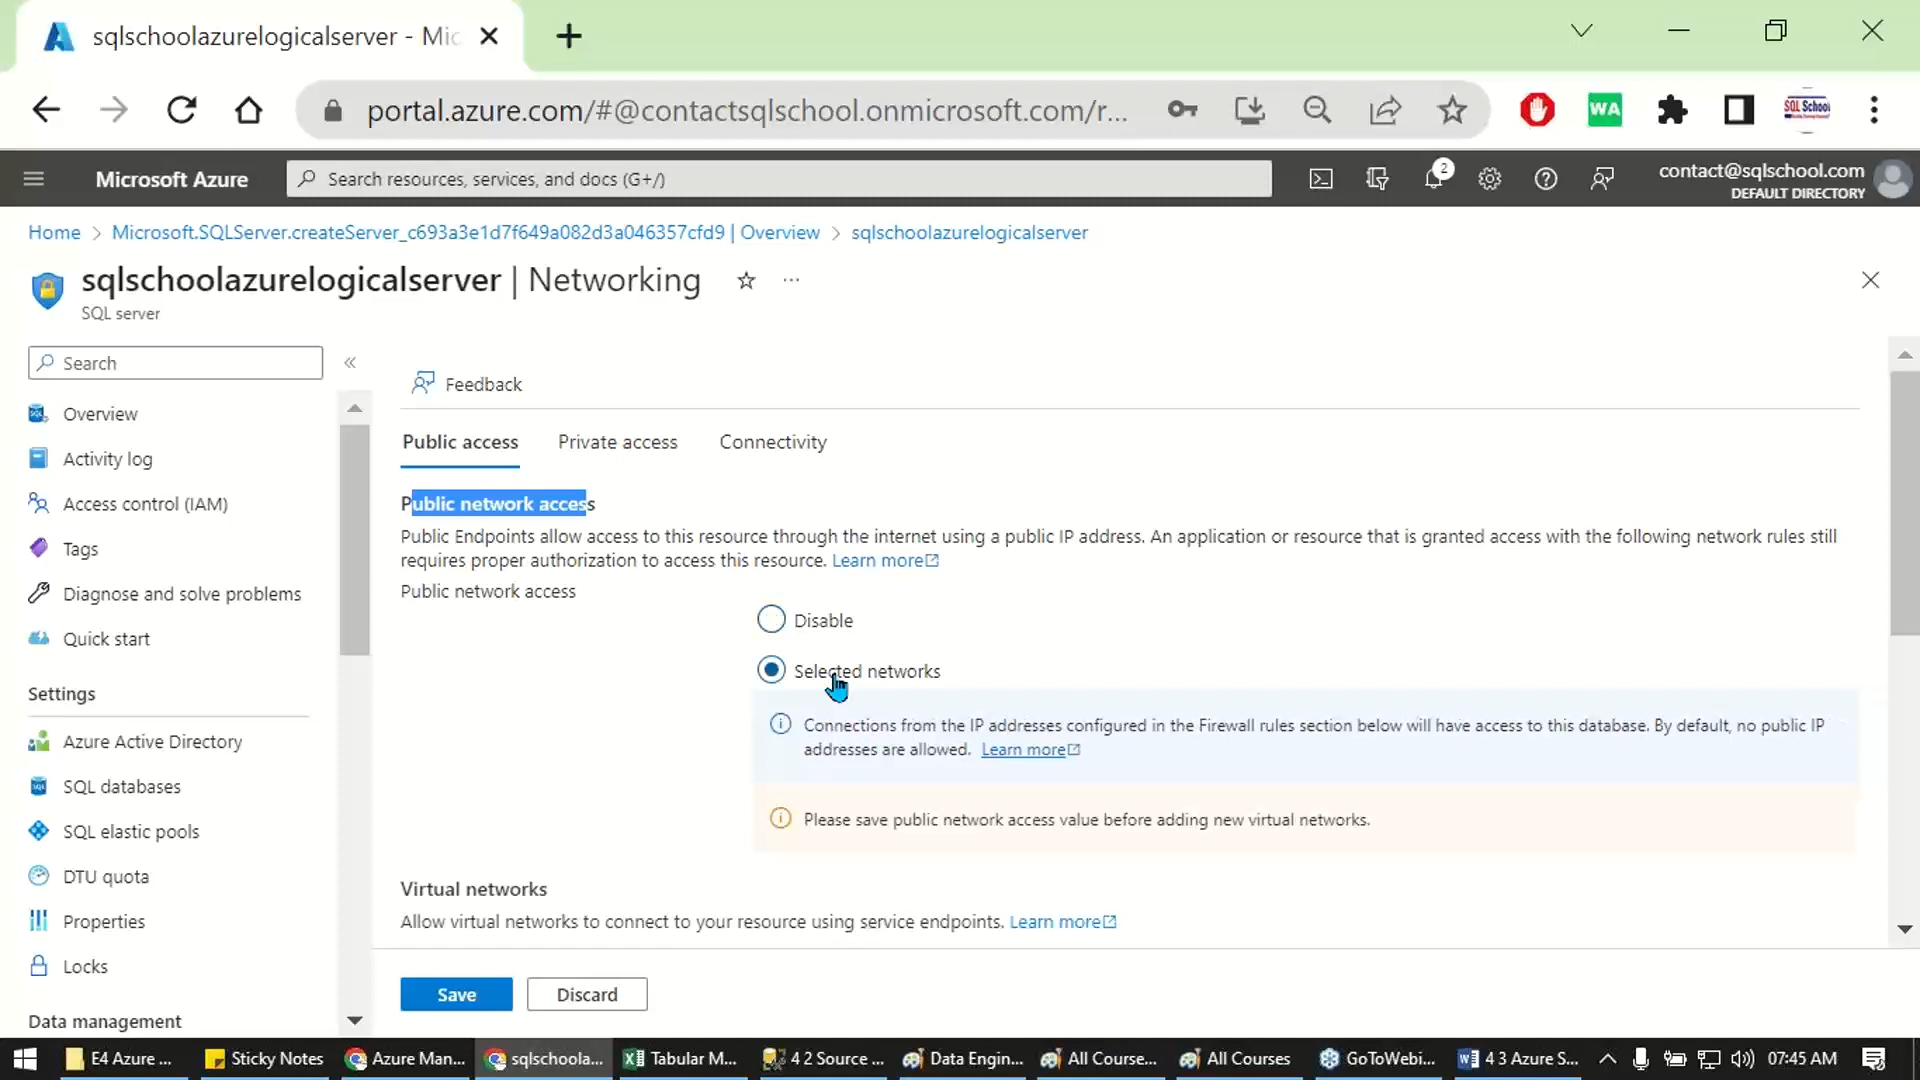 sqlschoolazurelogicalserver - Mic
portal.azure.com/#@contactsqlschool.onmicrosoft.com/r...
WA
SQL School
Microsoft Azure
Search resources, services, and docs (G+/)
2
contact@sqlschool.com
DEFAULT DIRECTORY
Home > Microsoft.SQLServer.createServer_c693a3e1d7f649a082d3a046357cfd9 | Overview > sqlschoolazurelogicalserver
sqlschoolazurelogicalserver | Networking
SQL server
Search
Overview
Activity log
Access control (IAM)
Tags
Diagnose and solve problems
Quick start
Settings
Azure Active Directory
SQL databases
SQL elastic pools
DTU quota
Properties
Locks
Data management
Feedback
Public access Private access Connectivity
Public network access
Public Endpoints allow access to this resource through the internet using a public IP address. An application or resource that is granted access with the following network rules still
requires proper authorization to access this resource. Learn more
Public network access
Disable
Selected networks
Connections from the IP addresses configured in the Firewall rules section below will have access to this database. By default, no public IP
addresses are allowed. Learn more
Please save public network access value before adding new virtual networks.
Virtual networks
Allow virtual networks to connect to your resource using service endpoints. Learn more
Save Discard
E4 Azure ... Sticky Notes Azure Man... sqlschoola... Tabular M... 4 2 Source ... Data Engin... All Course... All Courses GoToWebi... 4 3 Azure S... 07:45 AM